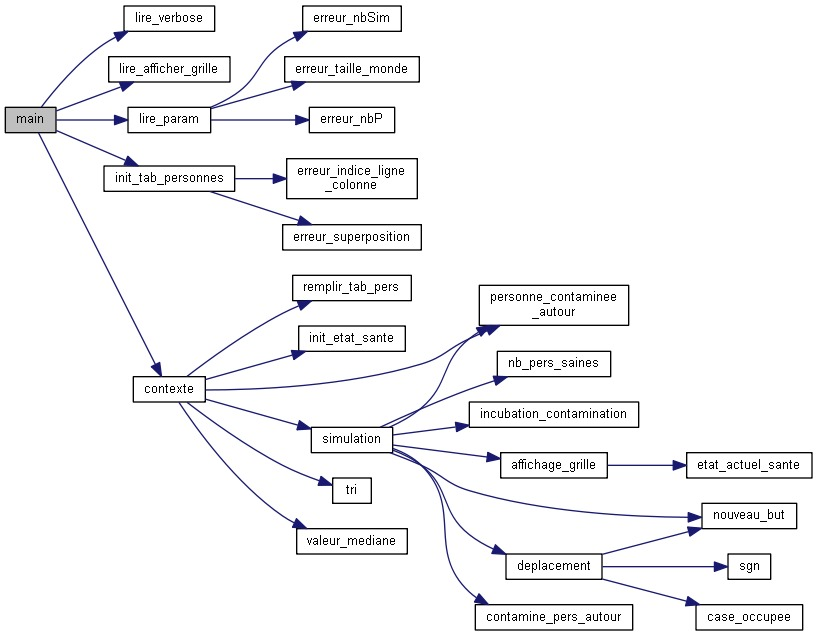 lire_verbose
erreur_nbSim
lire_afficher_grille
erreur_taille_monde
main
lire_param
erreur_nbP
init_tab_personnes
erreur_indice_ligne
_colonne
erreur_superposition
remplir_tab_pers
personne_contaminee
_autour
init_etat_sante
nb_pers_saines
contexte
incubation_contamination
simulation
affichage_grille
etat_actuel_sante
tri
nouveau_but
valeur_mediane
deplacement
sgn
contamine_pers_autour
case_occupee